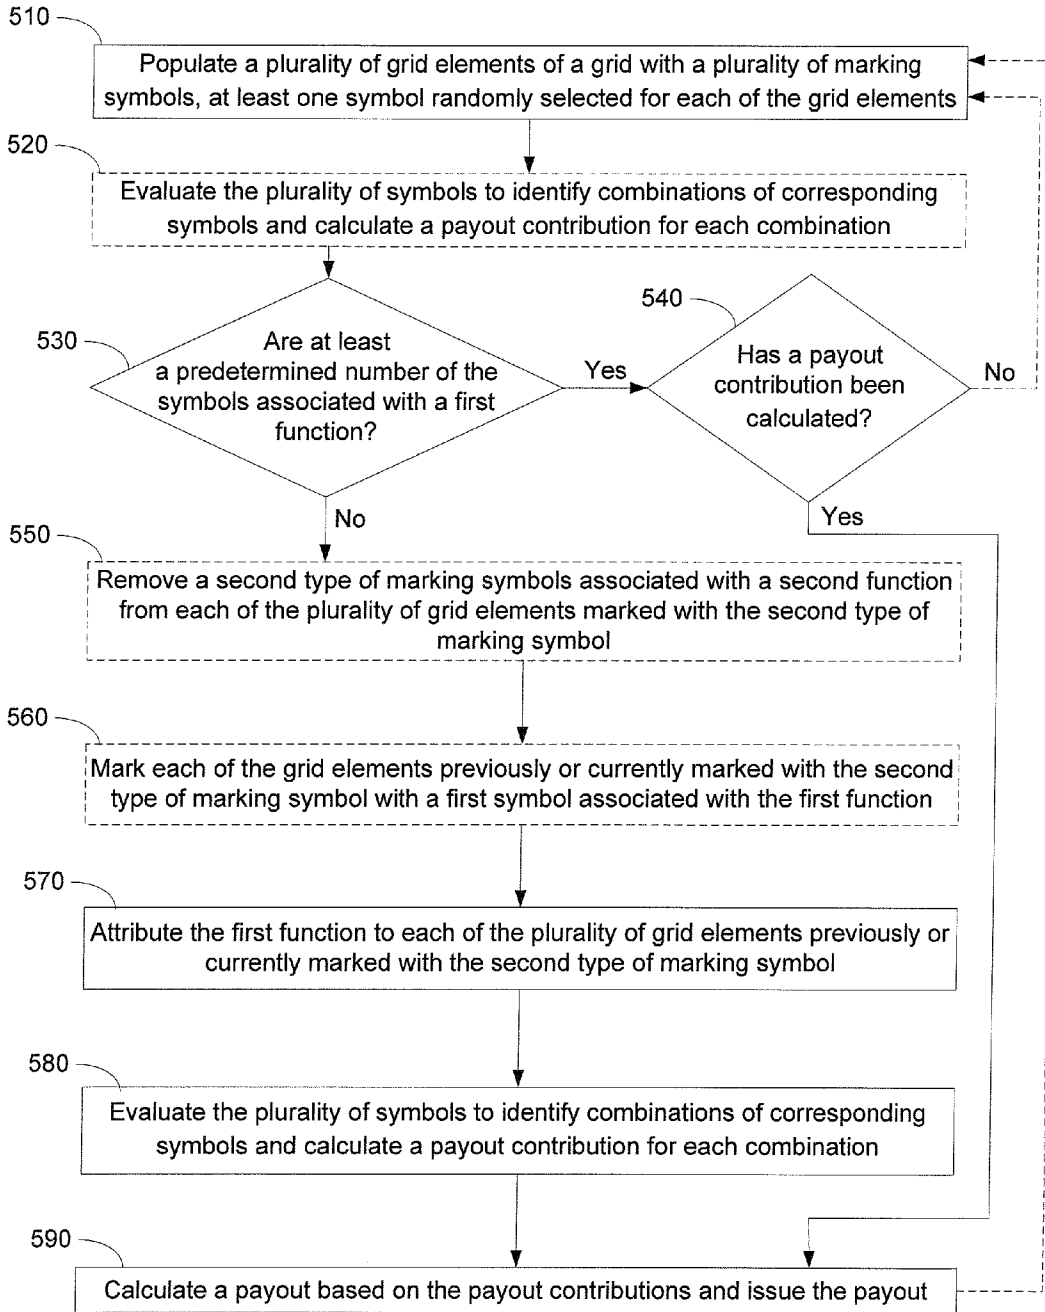 510
Populate a plurality of grid elements of a grid with a plurality of marking
symbols, at least one symbol randomly selected for each of the grid elements
520
Evaluate the plurality of symbols to identify combinations of corresponding
symbols and calculate a payout contribution for each combination
530
Are at least
a predetermined number of the
symbols associated with a first
function?
Yes
540
Has a payout
contribution been
calculated?
No
No
Yes
550
Remove a second type of marking symbols associated with a second function
from each of the plurality of grid elements marked with the second type of
marking symbol
560
Mark each of the grid elements previously or currently marked with the second
type of marking symbol with a first symbol associated with the first function
570
Attribute the first function to each of the plurality of grid elements previously or
currently marked with the second type of marking symbol
580
Evaluate the plurality of symbols to identify combinations of corresponding
symbols and calculate a payout contribution for each combination
590
Calculate a payout based on the payout contributions and issue the payout